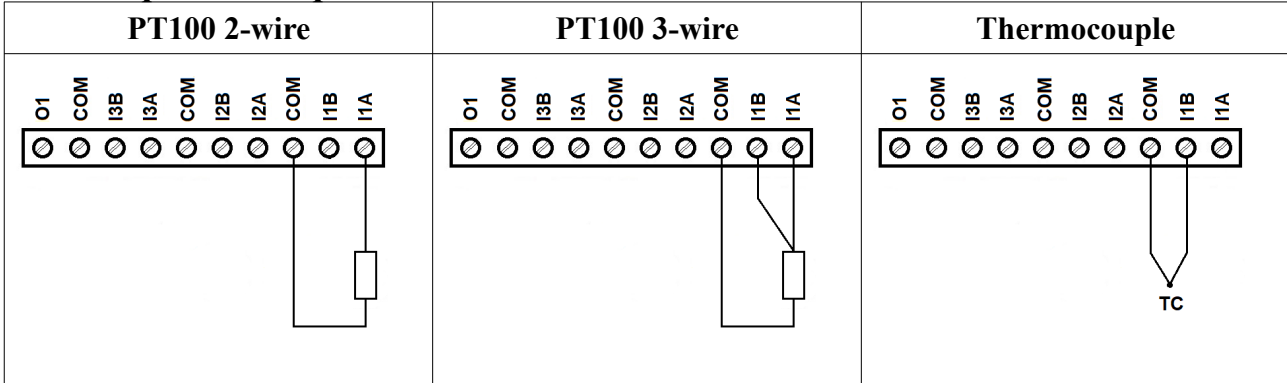 PT100 2-wire
PT100 3-wire
Thermocouple
O1 COM I3B I3A COM I2B I2A COM I1B I1A
O1 COM I3B I3A COM I2B I2A COM I1B I1A
O1 COM I3B I3A COM I2B I2A COM I1B I1A
TC